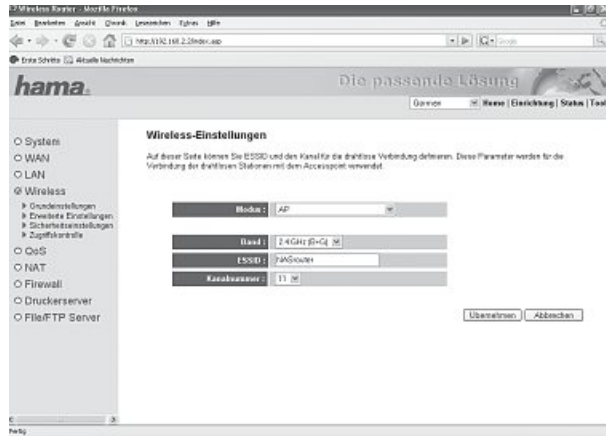 Wireless Router - Mozilla Firefox
Datei Bearbeiten Ansicht Chronik Lesezeichen Extras Hilfe
http://192.168.2.2/index.asp
Erste Schritte Aktuelle Nachrichten
hama
Die passende Lösung
German
Home | Einrichtung | Status | Tool
System
WAN
LAN
Wireless
Grundeinstellungen
Erweiterte Einstellungen
Sicherheitseinstellungen
Zugriffskontrolle
QoS
NAT
Firewall
Druckerserver
File/FTP Server
Wireless-Einstellungen
Auf dieser Seite können Sie ESSID und den Kanal für die drahtlose Verbindung definieren. Diese Parameter werden für die
Verbindung der drahtlosen Stationen mit dem Accesspoint verwendet.
Modus : AP
Band : 2.4 GHz (B+G)
ESSID : NASrouter
Kanalnummer : 11
Übernehmen Abbrechen
Fertig